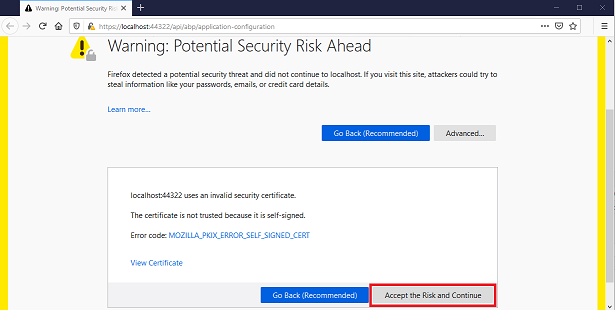 Warning: Potential Security Ris
https://localhost:44322/api/abp/application-configuration
Warning: Potential Security Risk Ahead
Firefox detected a potential security threat and did not continue to localhost. If you visit this site, attackers could try to
steal information like your passwords, emails, or credit card details.
Learn more...
Go Back (Recommended) Advanced...
localhost:44322 uses an invalid security certificate.
The certificate is not trusted because it is self-signed.
Error code: MOZILLA_PKIX_ERROR_SELF_SIGNED_CERT
View Certificate
Go Back (Recommended) Accept the Risk and Continue